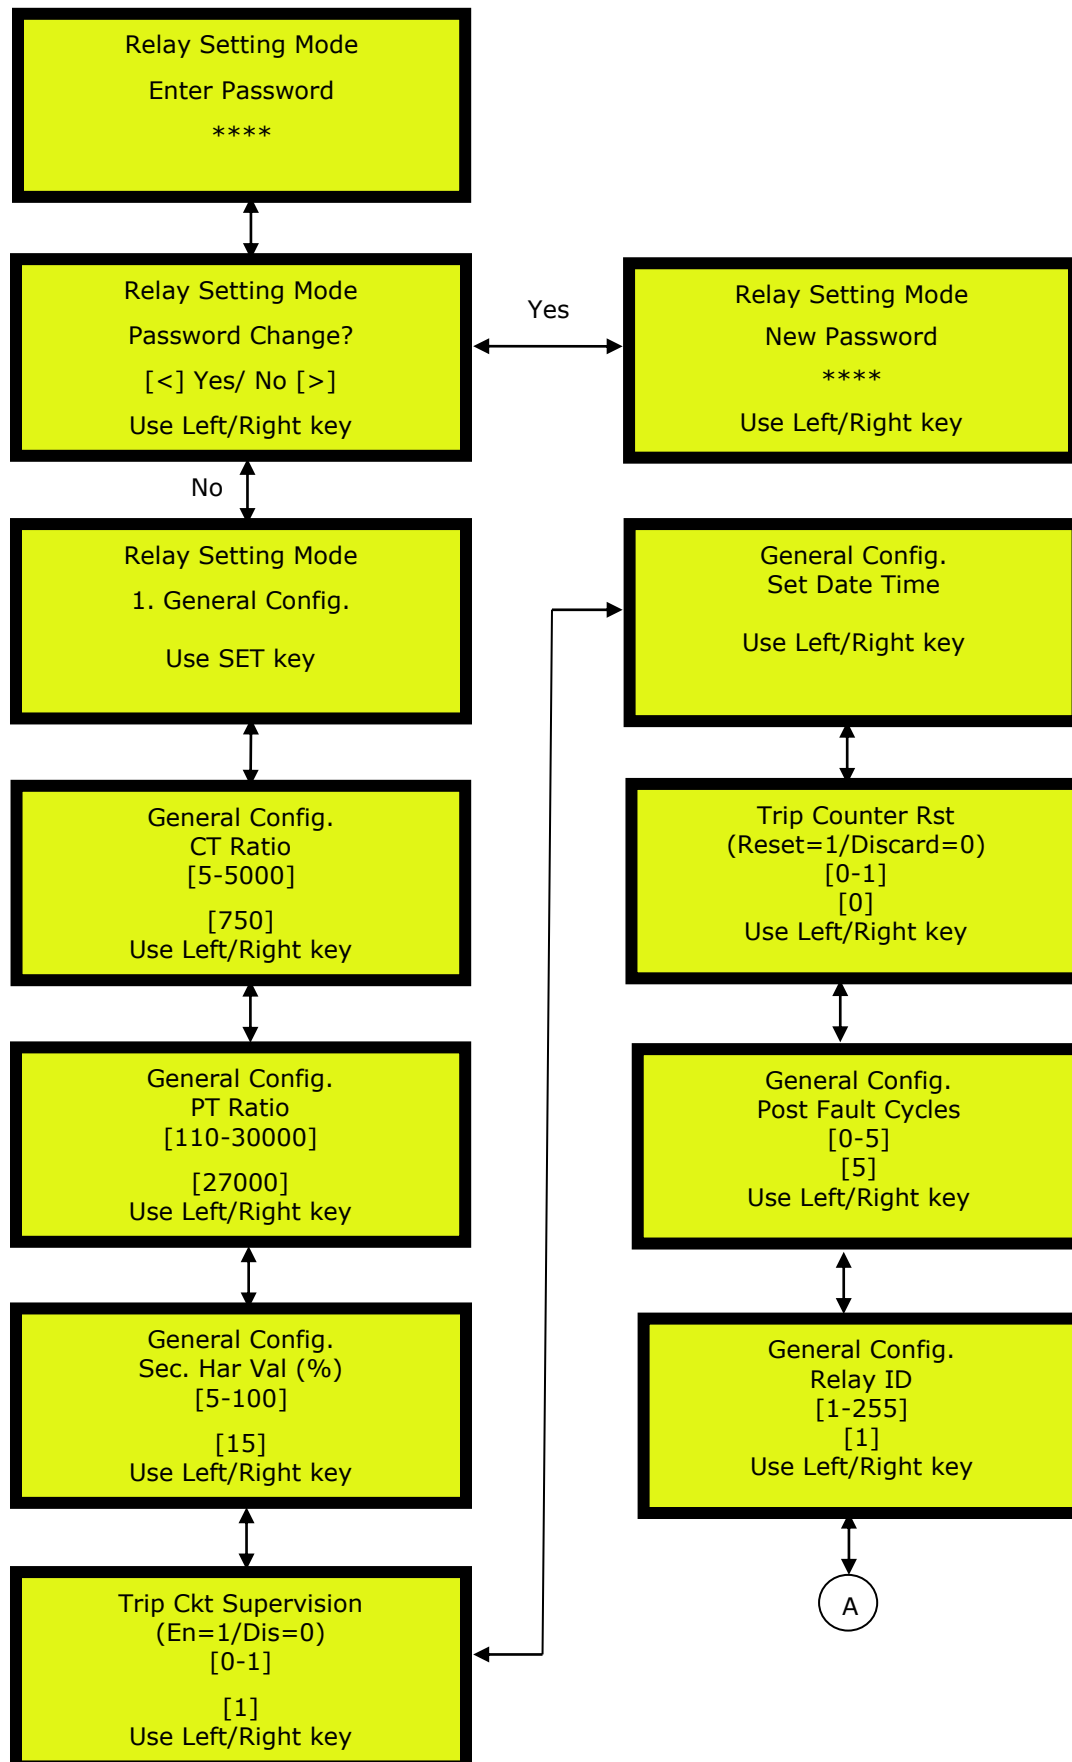 Relay Setting Mode
Enter Password
****
Relay Setting Mode
Password Change?
[<] Yes/ No [>]
Use Left/Right key
Yes
Relay Setting Mode
New Password
****
Use Left/Right key
No
Relay Setting Mode
1. General Config.
Use SET key
General Config.
CT Ratio
[5-5000]
[750]
Use Left/Right key
General Config.
PT Ratio
[110-30000]
[27000]
Use Left/Right key
General Config.
Sec. Har Val (%)
[5-100]
[15]
Use Left/Right key
Trip Ckt Supervision
(En=1/Dis=0)
[0-1]
[1]
Use Left/Right key
General Config.
Set Date Time
Use Left/Right key
Trip Counter Rst
(Reset=1/Discard=0)
[0-1]
[0]
Use Left/Right key
General Config.
Post Fault Cycles
[0-5]
[5]
Use Left/Right key
General Config.
Relay ID
[1-255]
[1]
Use Left/Right key
A